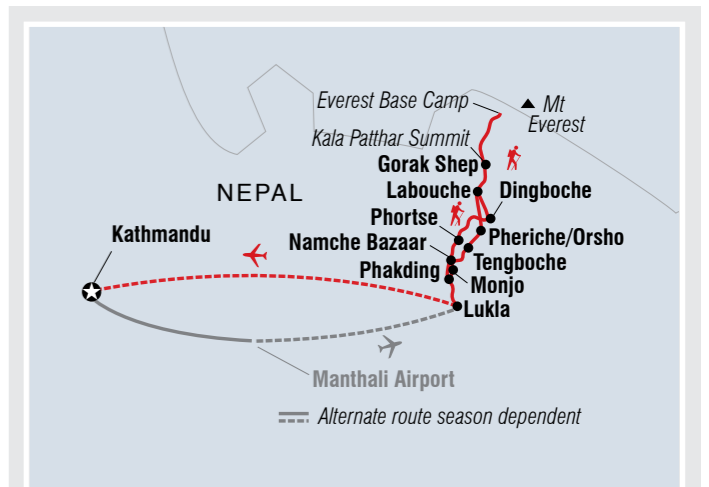 Everest Base Camp
Mt
Everest
Kala Patthar Summit
Gorak Shep
Labouche
Dingboche
NEPAL
Phortse
Kathmandu
Pheriche/Orsho
Namche Bazaar
Tengboche
Phakding
Monjo
Lukla
Manthali Airport
Alternate route season dependent